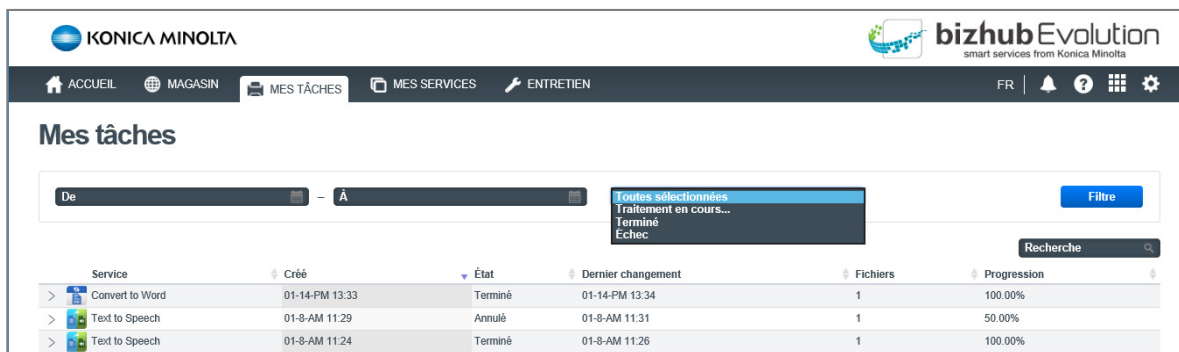 KONICA MINOLTA
bizhub Evolution
smart services from Konica Minolta
ACCUEIL MAGASIN MES TÂCHES MES SERVICES ENTRETIEN FR
Mes tâches
De – À Toutes sélectionnées Filtre
Traitement en cours...
Terminé
Échec
Recherche
Service Créé État Dernier changement Fichiers Progression
Convert to Word 01-14-PM 13:33 Terminé 01-14-PM 13:34 1 100.00%
Text to Speech 01-8-AM 11:29 Annulé 01-8-AM 11:31 1 50.00%
Text to Speech 01-8-AM 11:24 Terminé 01-8-AM 11:26 1 100.00%